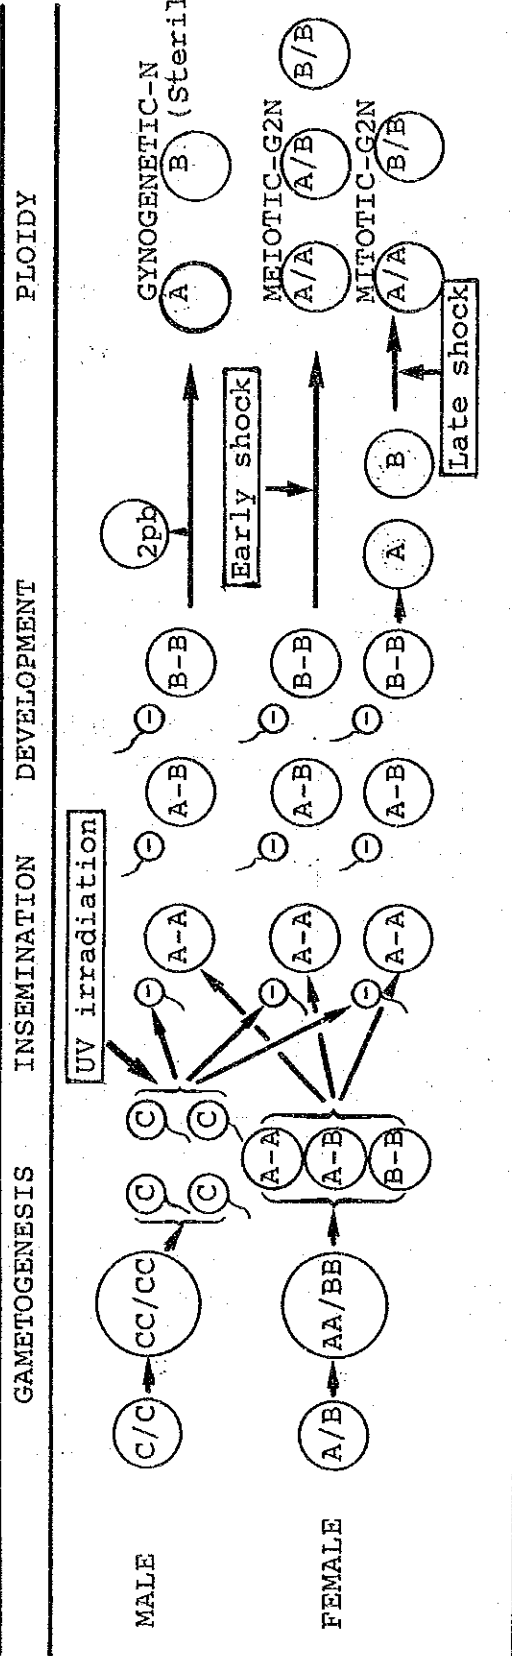 GAMETOGENESIS INSEMINATION DEVELOPMENT PLOIDY
UV irradiation
MALE
C/C CC/CC C C C C
- A-A - A-B - B-B 2pb
GYNOGENETIC-N
A B (Steril
Early shock
FEMALE
A/B AA/BB A-A A-B B-B
- A-A - A-B - B-B
MEIOTIC-G2N
A/A A/B B/B
- A-A - A-B - B-B A B
MITOTIC-G2N
A/A B/B
Late shock